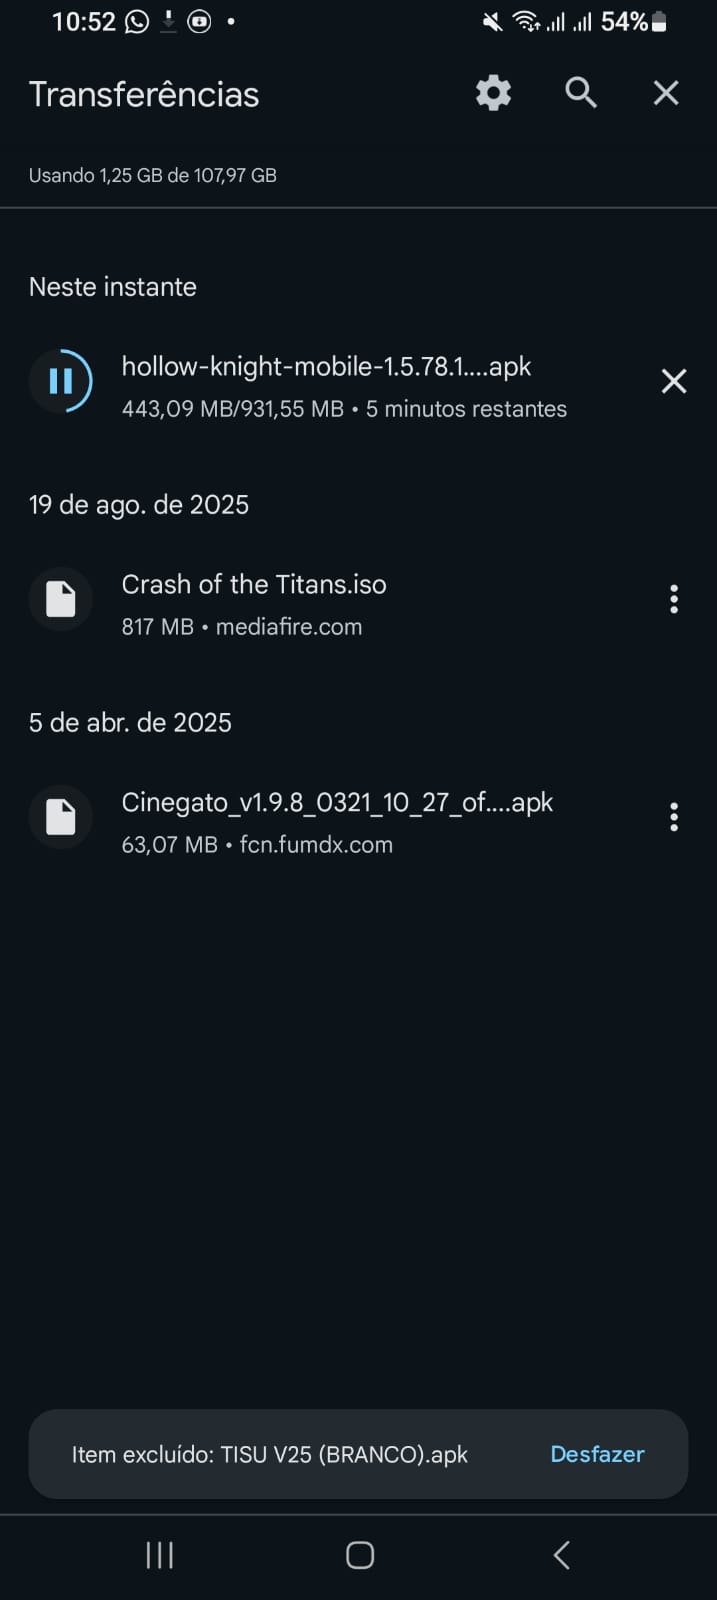 10:52 54%
Transferências
Usando 1,25 GB de 107,97 GB
Neste instante
hollow-knight-mobile-1.5.78.1....apk
443,09 MB/931,55 MB • 5 minutos restantes
19 de ago. de 2025
Crash of the Titans.iso
817 MB • mediafire.com
5 de abr. de 2025
Cinegato_v1.9.8_0321_10_27_of....apk
63,07 MB • fcn.fumdx.com
Item excluído: TISU V25 (BRANCO).apk Desfazer